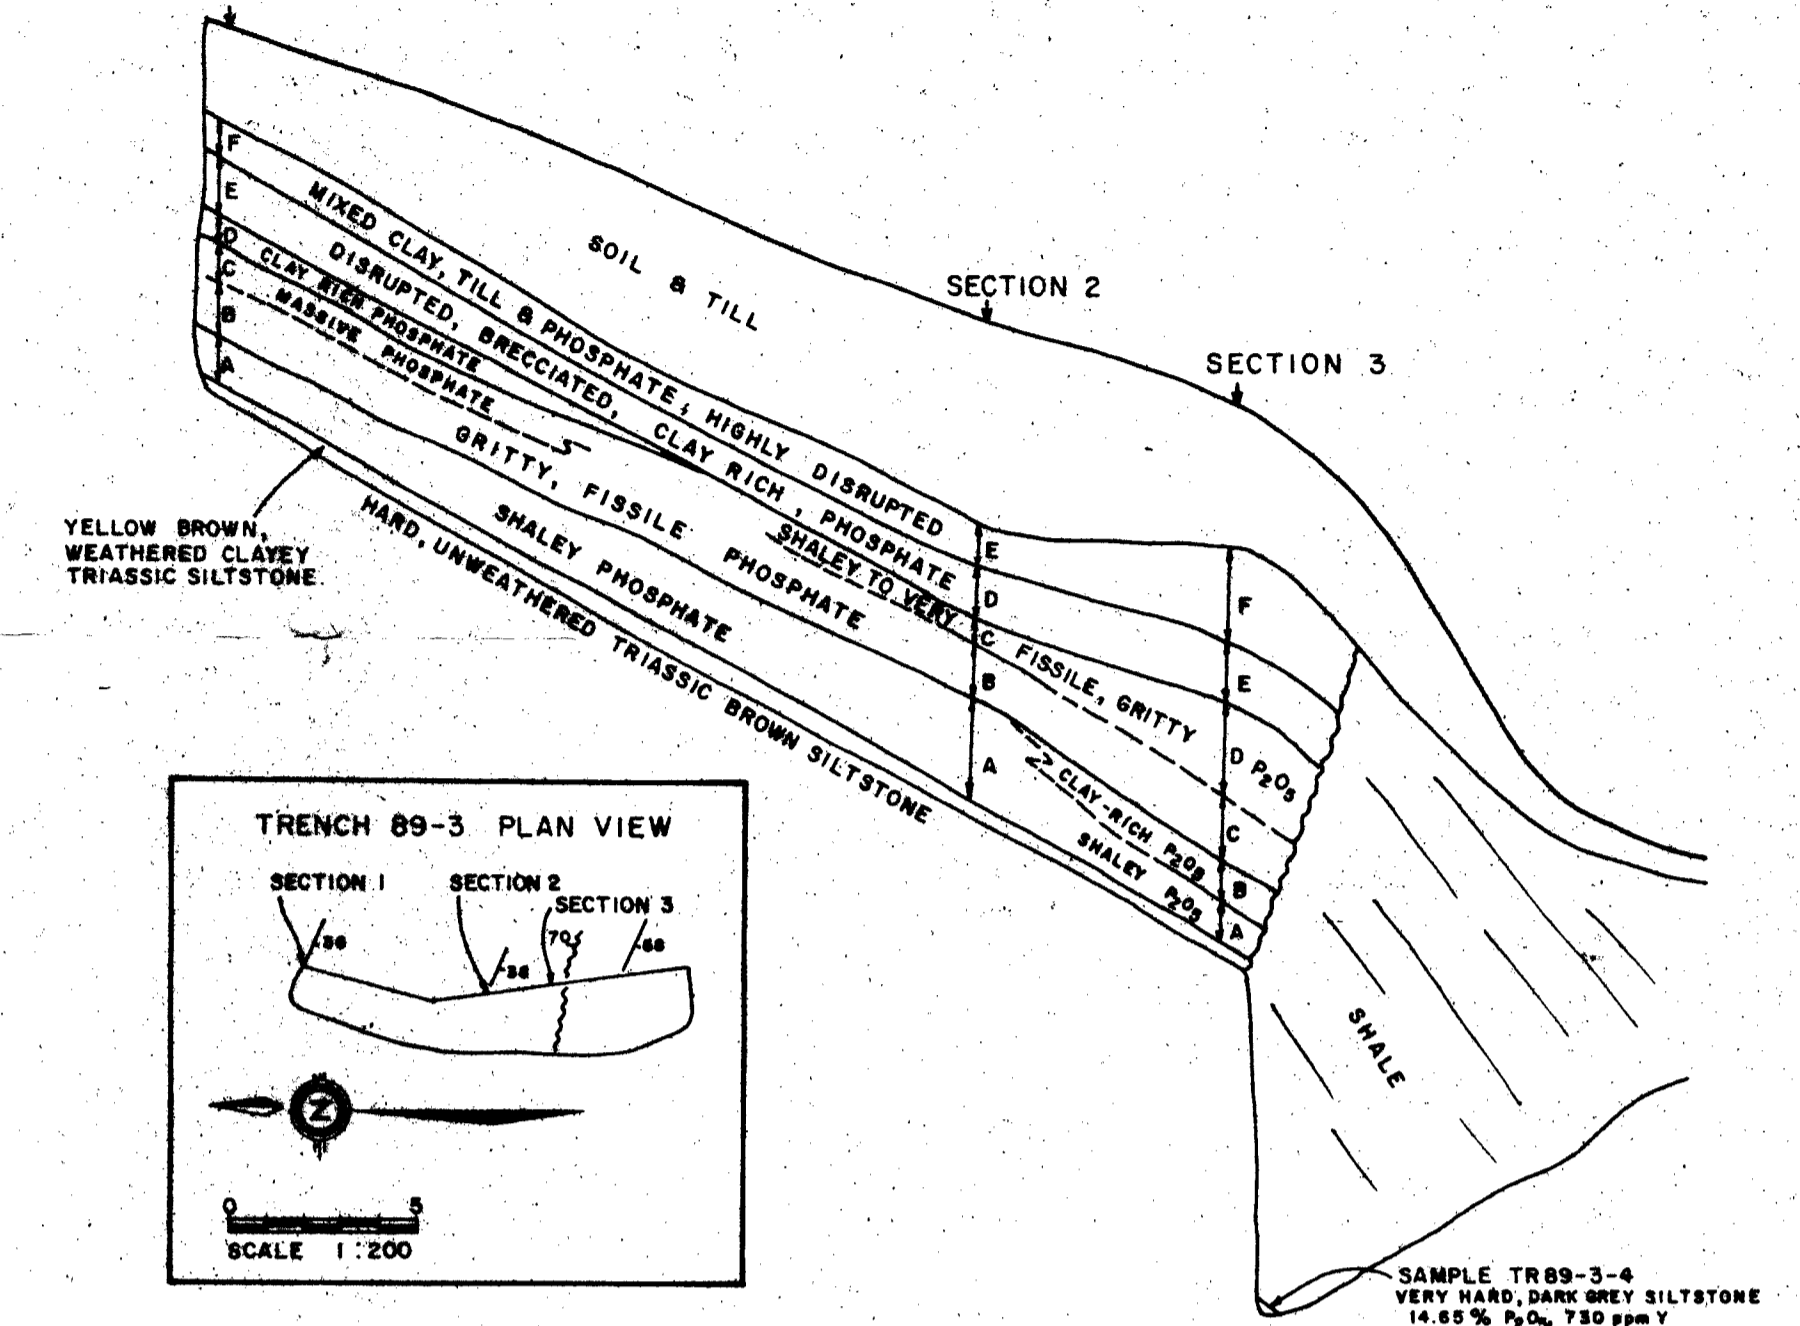 SECTION 2
SECTION 3
SOIL & TILL
F
E
D
C
B
A
MIXED CLAY, TILL & PHOSPHATE, HIGHLY DISRUPTED
DISRUPTED, BRECCIATED, CLAY RICH, PHOSPHATE
CLAY RICH PHOSPHATE
MASSIVE PHOSPHATE
GRITTY, FISSILE PHOSPHATE
SHALEY PHOSPHATE
HARD, UNWEATHERED TRIASSIC BROWN SILTSTONE
YELLOW BROWN,
WEATHERED CLAYEY
TRIASSIC SILTSTONE.
SHALEY TO VERY
FISSILE, GRITTY
P₂O₅
E
D
C
B
A
F
E
D
C
B
A
CLAY-RICH P₂O₅
SHALEY P₂O₅
SHALE
TRENCH 89-3 PLAN VIEW
SECTION 1
SECTION 2
SECTION 3
36
36
70
68
N
0 5
SCALE 1:200
SAMPLE TR89-3-4
VERY HARD, DARK GREY SILTSTONE
14.65% P₂O₅, 730 ppm Y